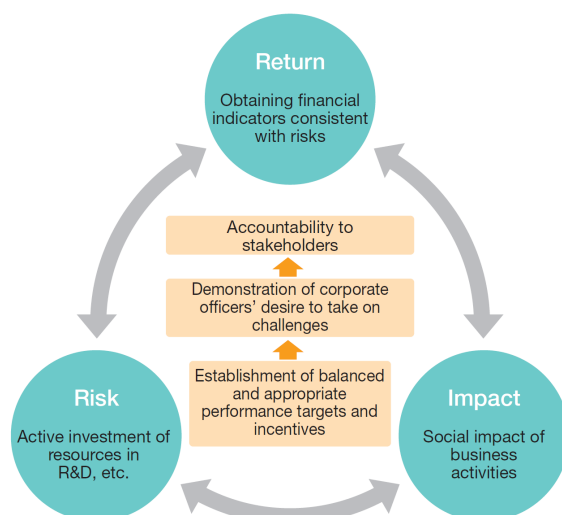 Return
Obtaining financial
indicators consistent
with risks
Accountability to
stakeholders
Demonstration of corporate
officers’ desire to take on
challenges
Establishment of balanced
and appropriate
performance targets and
incentives
Risk
Active investment of
resources in
R&D, etc.
Impact
Social impact of
business
activities